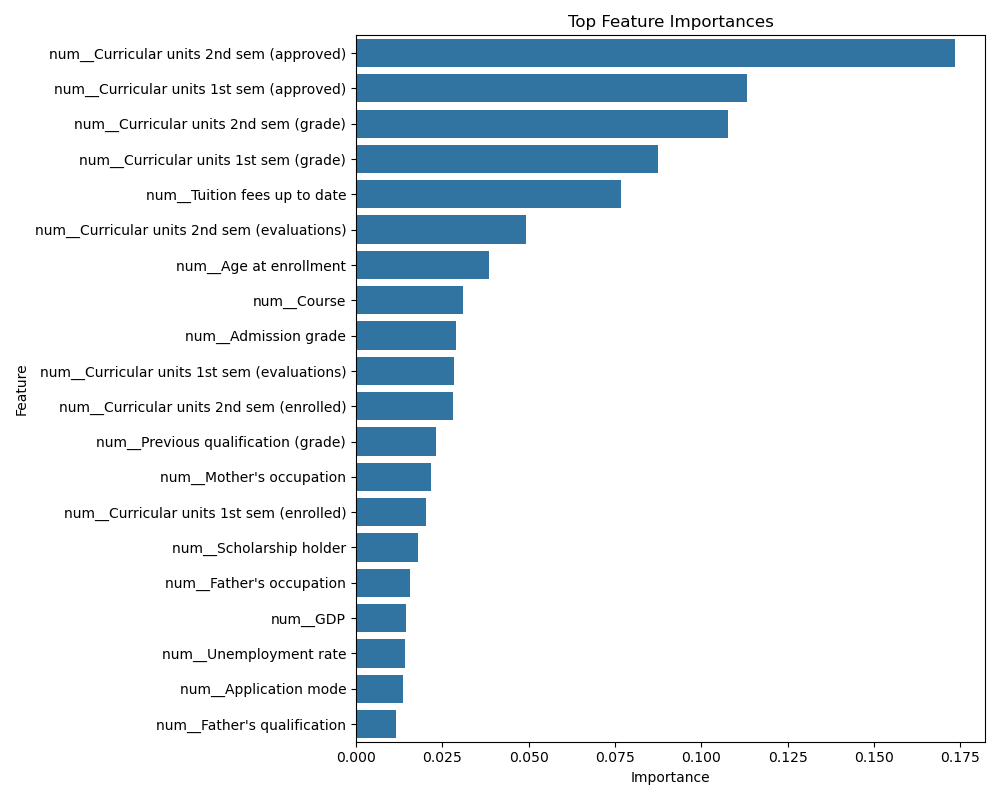 Top Feature Importances
num__Curricular units 2nd sem (approved)
num__Curricular units 1st sem (approved)
num__Curricular units 2nd sem (grade)
num__Curricular units 1st sem (grade)
num__Tuition fees up to date
num__Curricular units 2nd sem (evaluations)
num__Age at enrollment
num__Course
num__Admission grade
num__Curricular units 1st sem (evaluations)
num__Curricular units 2nd sem (enrolled)
num__Previous qualification (grade)
num__Mother's occupation
num__Curricular units 1st sem (enrolled)
num__Scholarship holder
num__Father's occupation
num__GDP
num__Unemployment rate
num__Application mode
num__Father's qualification
Feature
0.000 0.025 0.050 0.075 0.100 0.125 0.150 0.175
Importance